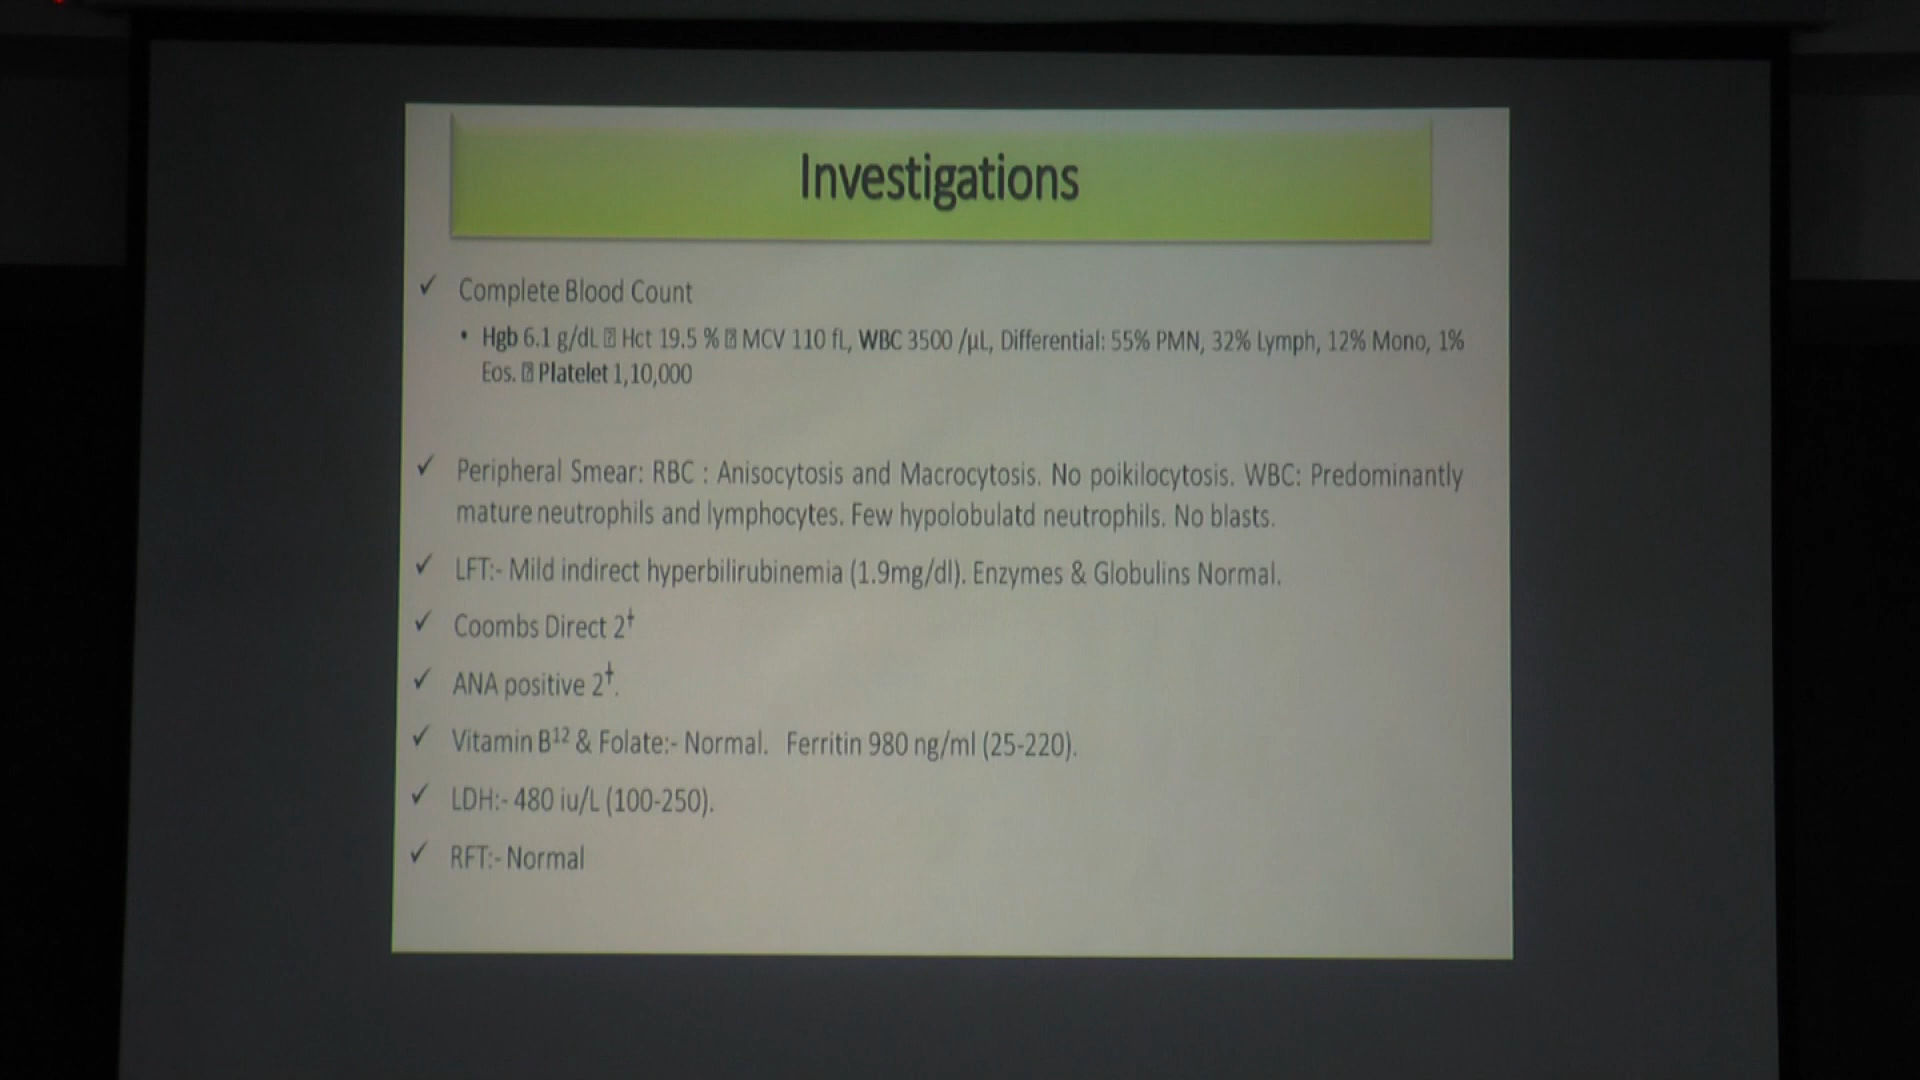 Investigations
✓ Complete Blood Count
• Hgb 6.1 g/dL ⍰ Hct 19.5 % ⍰ MCV 110 fL, WBC 3500 /µL, Differential: 55% PMN, 32% Lymph, 12% Mono, 1%
Eos. ⍰ Platelet 1,10,000
✓ Peripheral Smear: RBC : Anisocytosis and Macrocytosis. No poikilocytosis. WBC: Predominantly
mature neutrophils and lymphocytes. Few hypolobulatd neutrophils. No blasts.
✓ LFT:- Mild indirect hyperbilirubinemia (1.9mg/dl). Enzymes & Globulins Normal.
✓ Coombs Direct 2⁺
✓ ANA positive 2⁺.
✓ Vitamin B¹² & Folate:- Normal. Ferritin 980 ng/ml (25-220).
✓ LDH:- 480 iu/L (100-250).
✓ RFT:- Normal